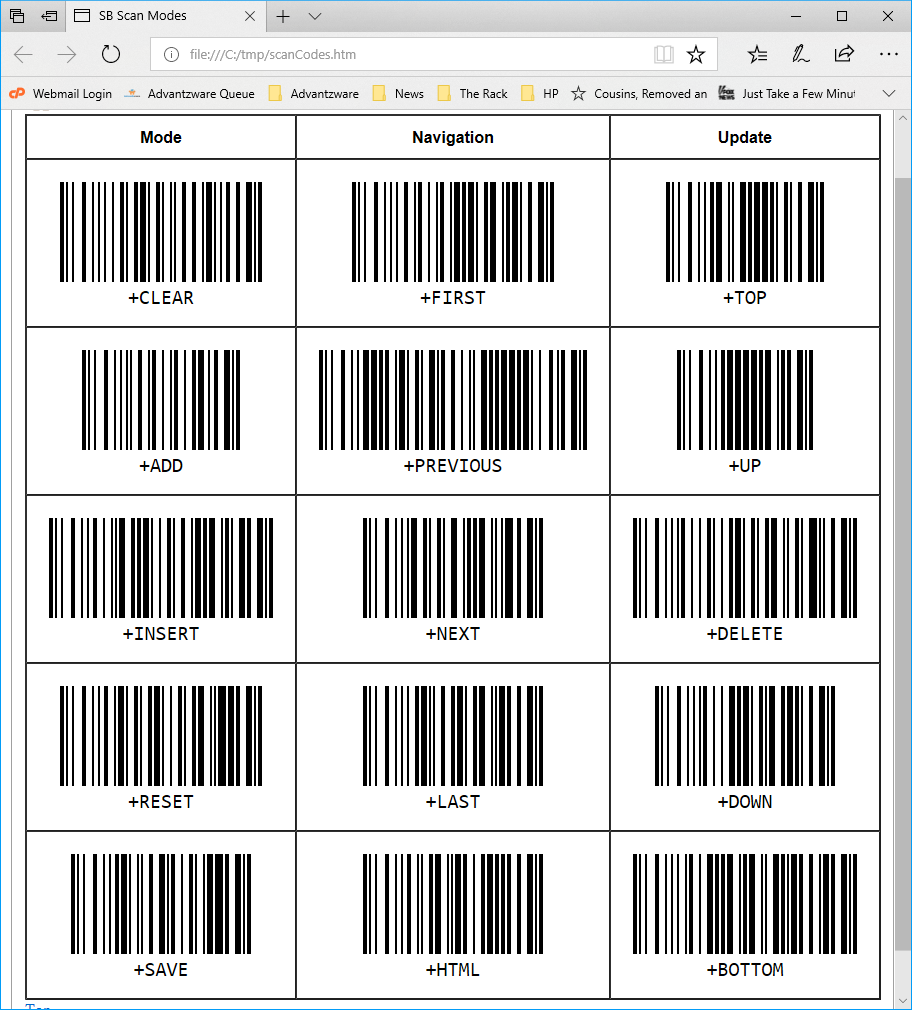 SB Scan Modes
file:///C:/tmp/scanCodes.htm
Webmail Login Advantzware Queue Advantzware News The Rack HP Cousins, Removed an Just Take a Few Minut
Mode Navigation Update
+CLEAR +FIRST +TOP
+ADD +PREVIOUS +UP
+INSERT +NEXT +DELETE
+RESET +LAST +DOWN
+SAVE +HTML +BOTTOM